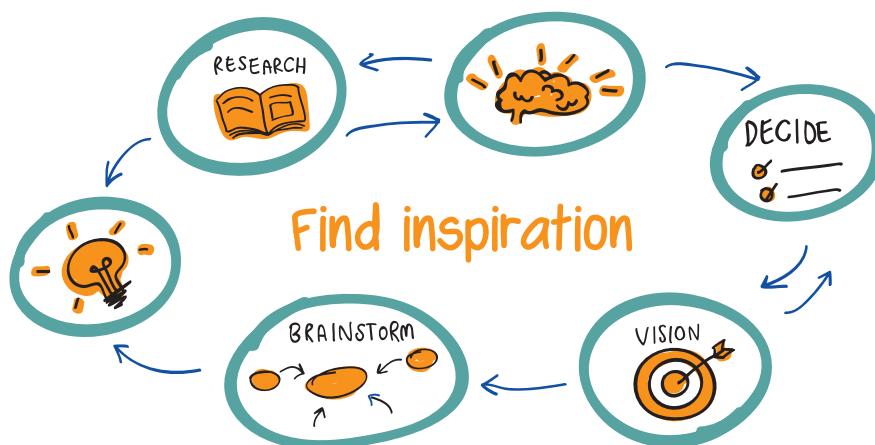 RESEARCH
DECIDE
Find inspiration
BRAINSTORM
VISION